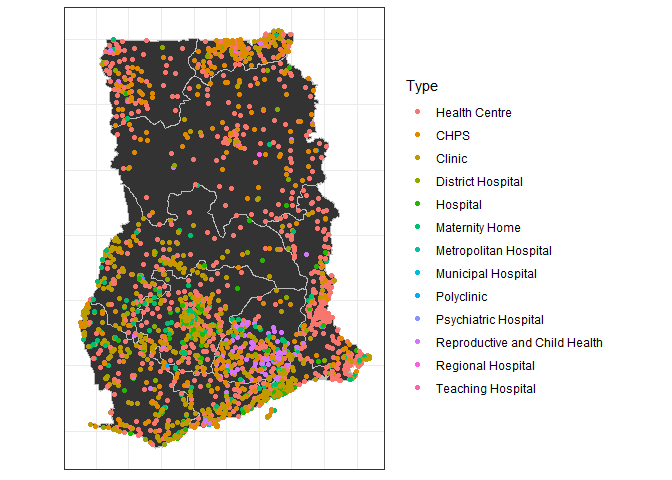 Type
Health Centre
CHPS
Clinic
District Hospital
Hospital
Maternity Home
Metropolitan Hospital
Municipal Hospital
Polyclinic
Psychiatric Hospital
Reproductive and Child Health
Regional Hospital
Teaching Hospital